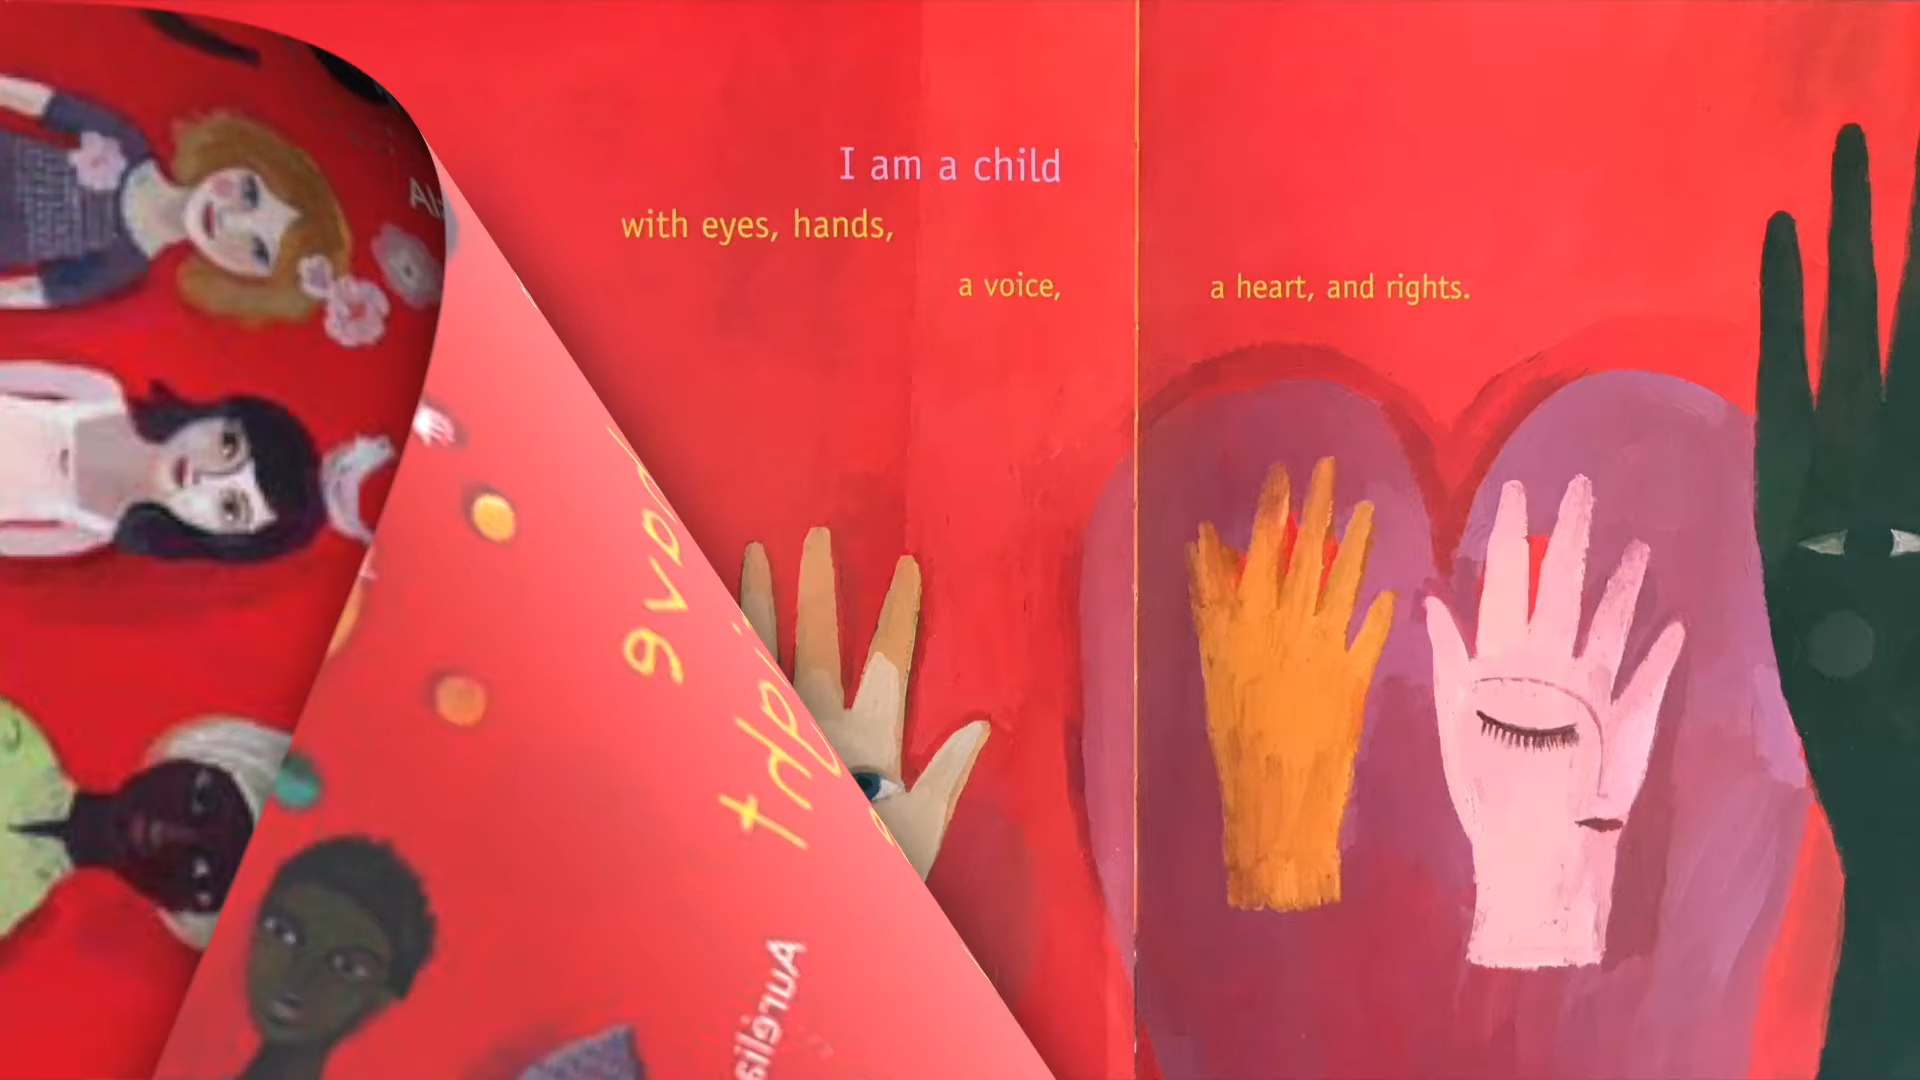 I am a child
with eyes, hands,
a voice,
a heart, and rights.